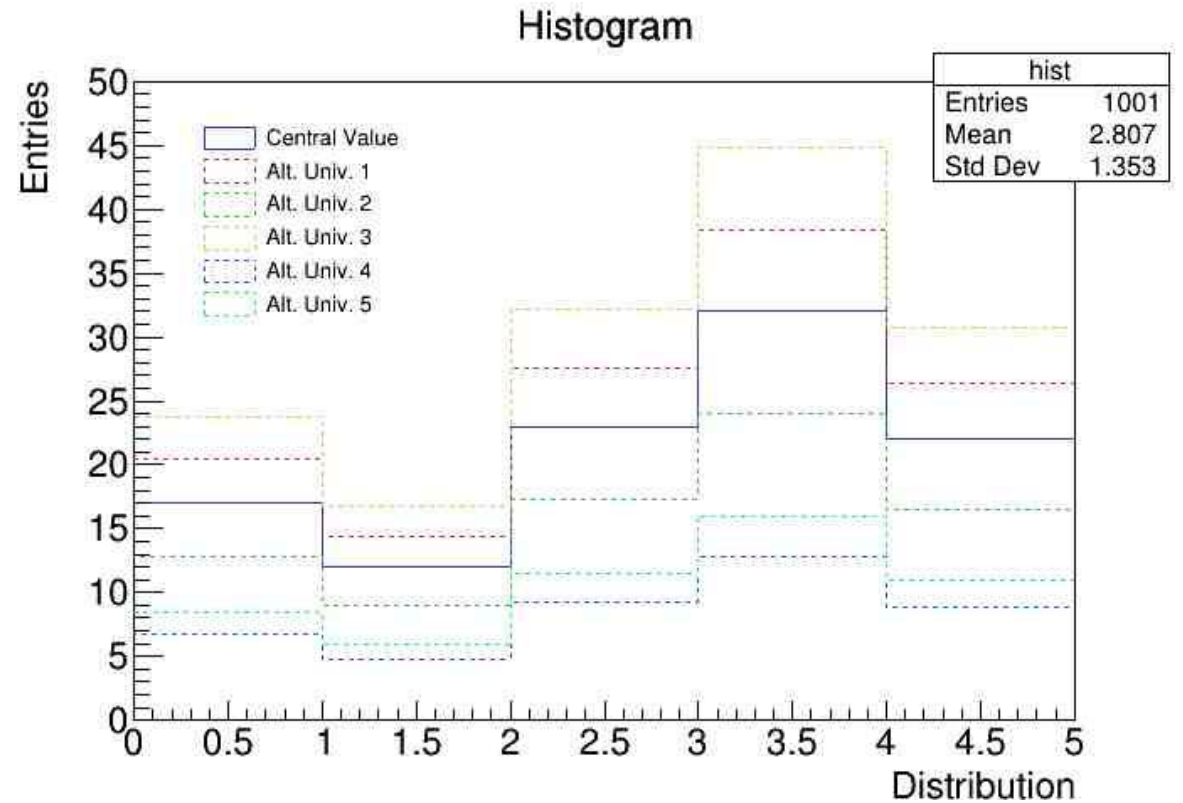 Histogram
hist
Entries 1001
Mean 2.807
Std Dev 1.353
Entries
50
45
40
35
30
25
20
15
10
5
0
Central Value
Alt. Univ. 1
Alt. Univ. 2
Alt. Univ. 3
Alt. Univ. 4
Alt. Univ. 5
0 0.5 1 1.5 2 2.5 3 3.5 4 4.5 5
Distribution